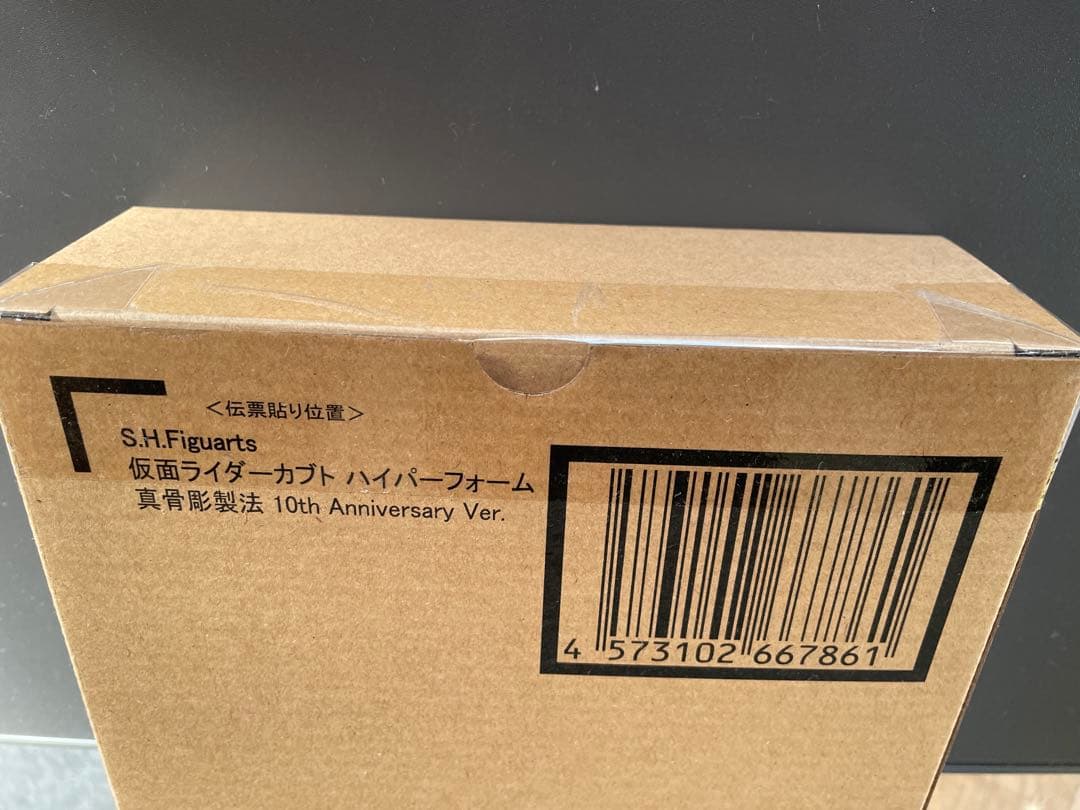 <伝票貼り位置>
S.H.Figuarts
仮面ライダーカブト ハイパーフォーム
真骨彫製法 10th Anniversary Ver.
4 573102 667861